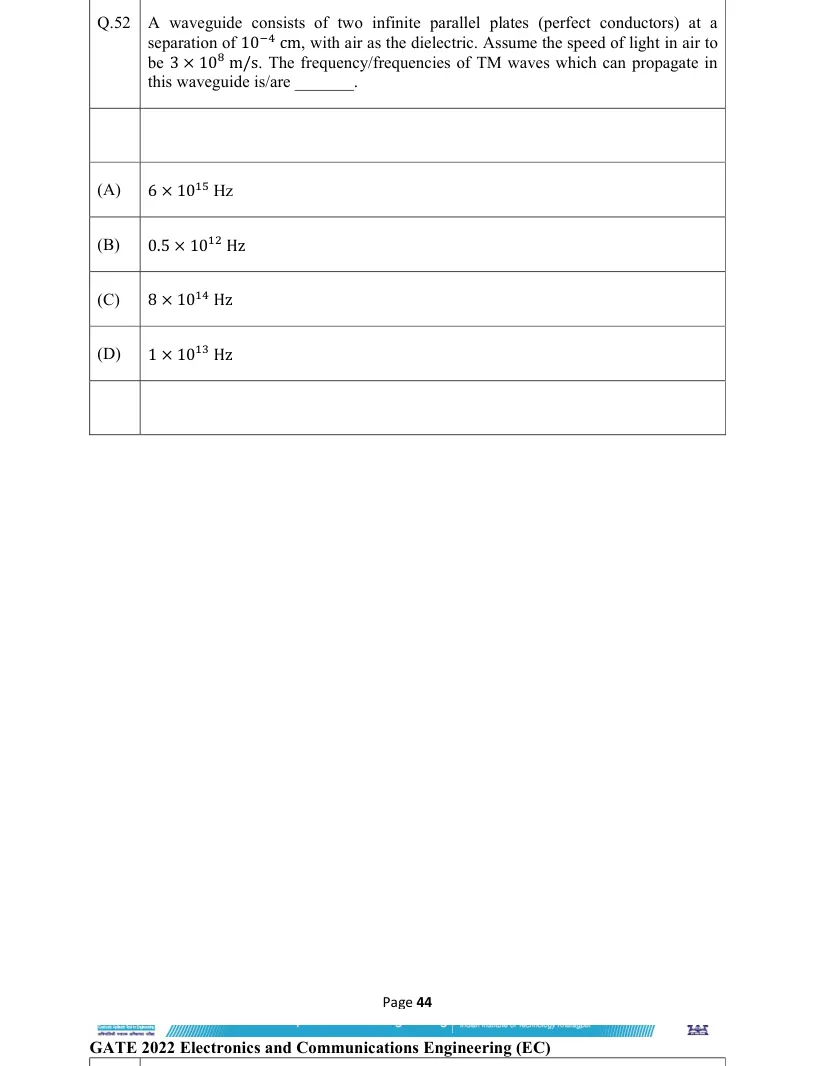 Q.52 A waveguide consists of two infinite parallel plates (perfect conductors) at a
separation of 10⁻⁴ cm, with air as the dielectric. Assume the speed of light in air to
be 3 × 10⁸ m/s. The frequency/frequencies of TM waves which can propagate in
this waveguide is/are _______.
(A) 6 × 10¹⁵ Hz
(B) 0.5 × 10¹² Hz
(C) 8 × 10¹⁴ Hz
(D) 1 × 10¹³ Hz
Page 44
GATE 2022 Electronics and Communications Engineering (EC)